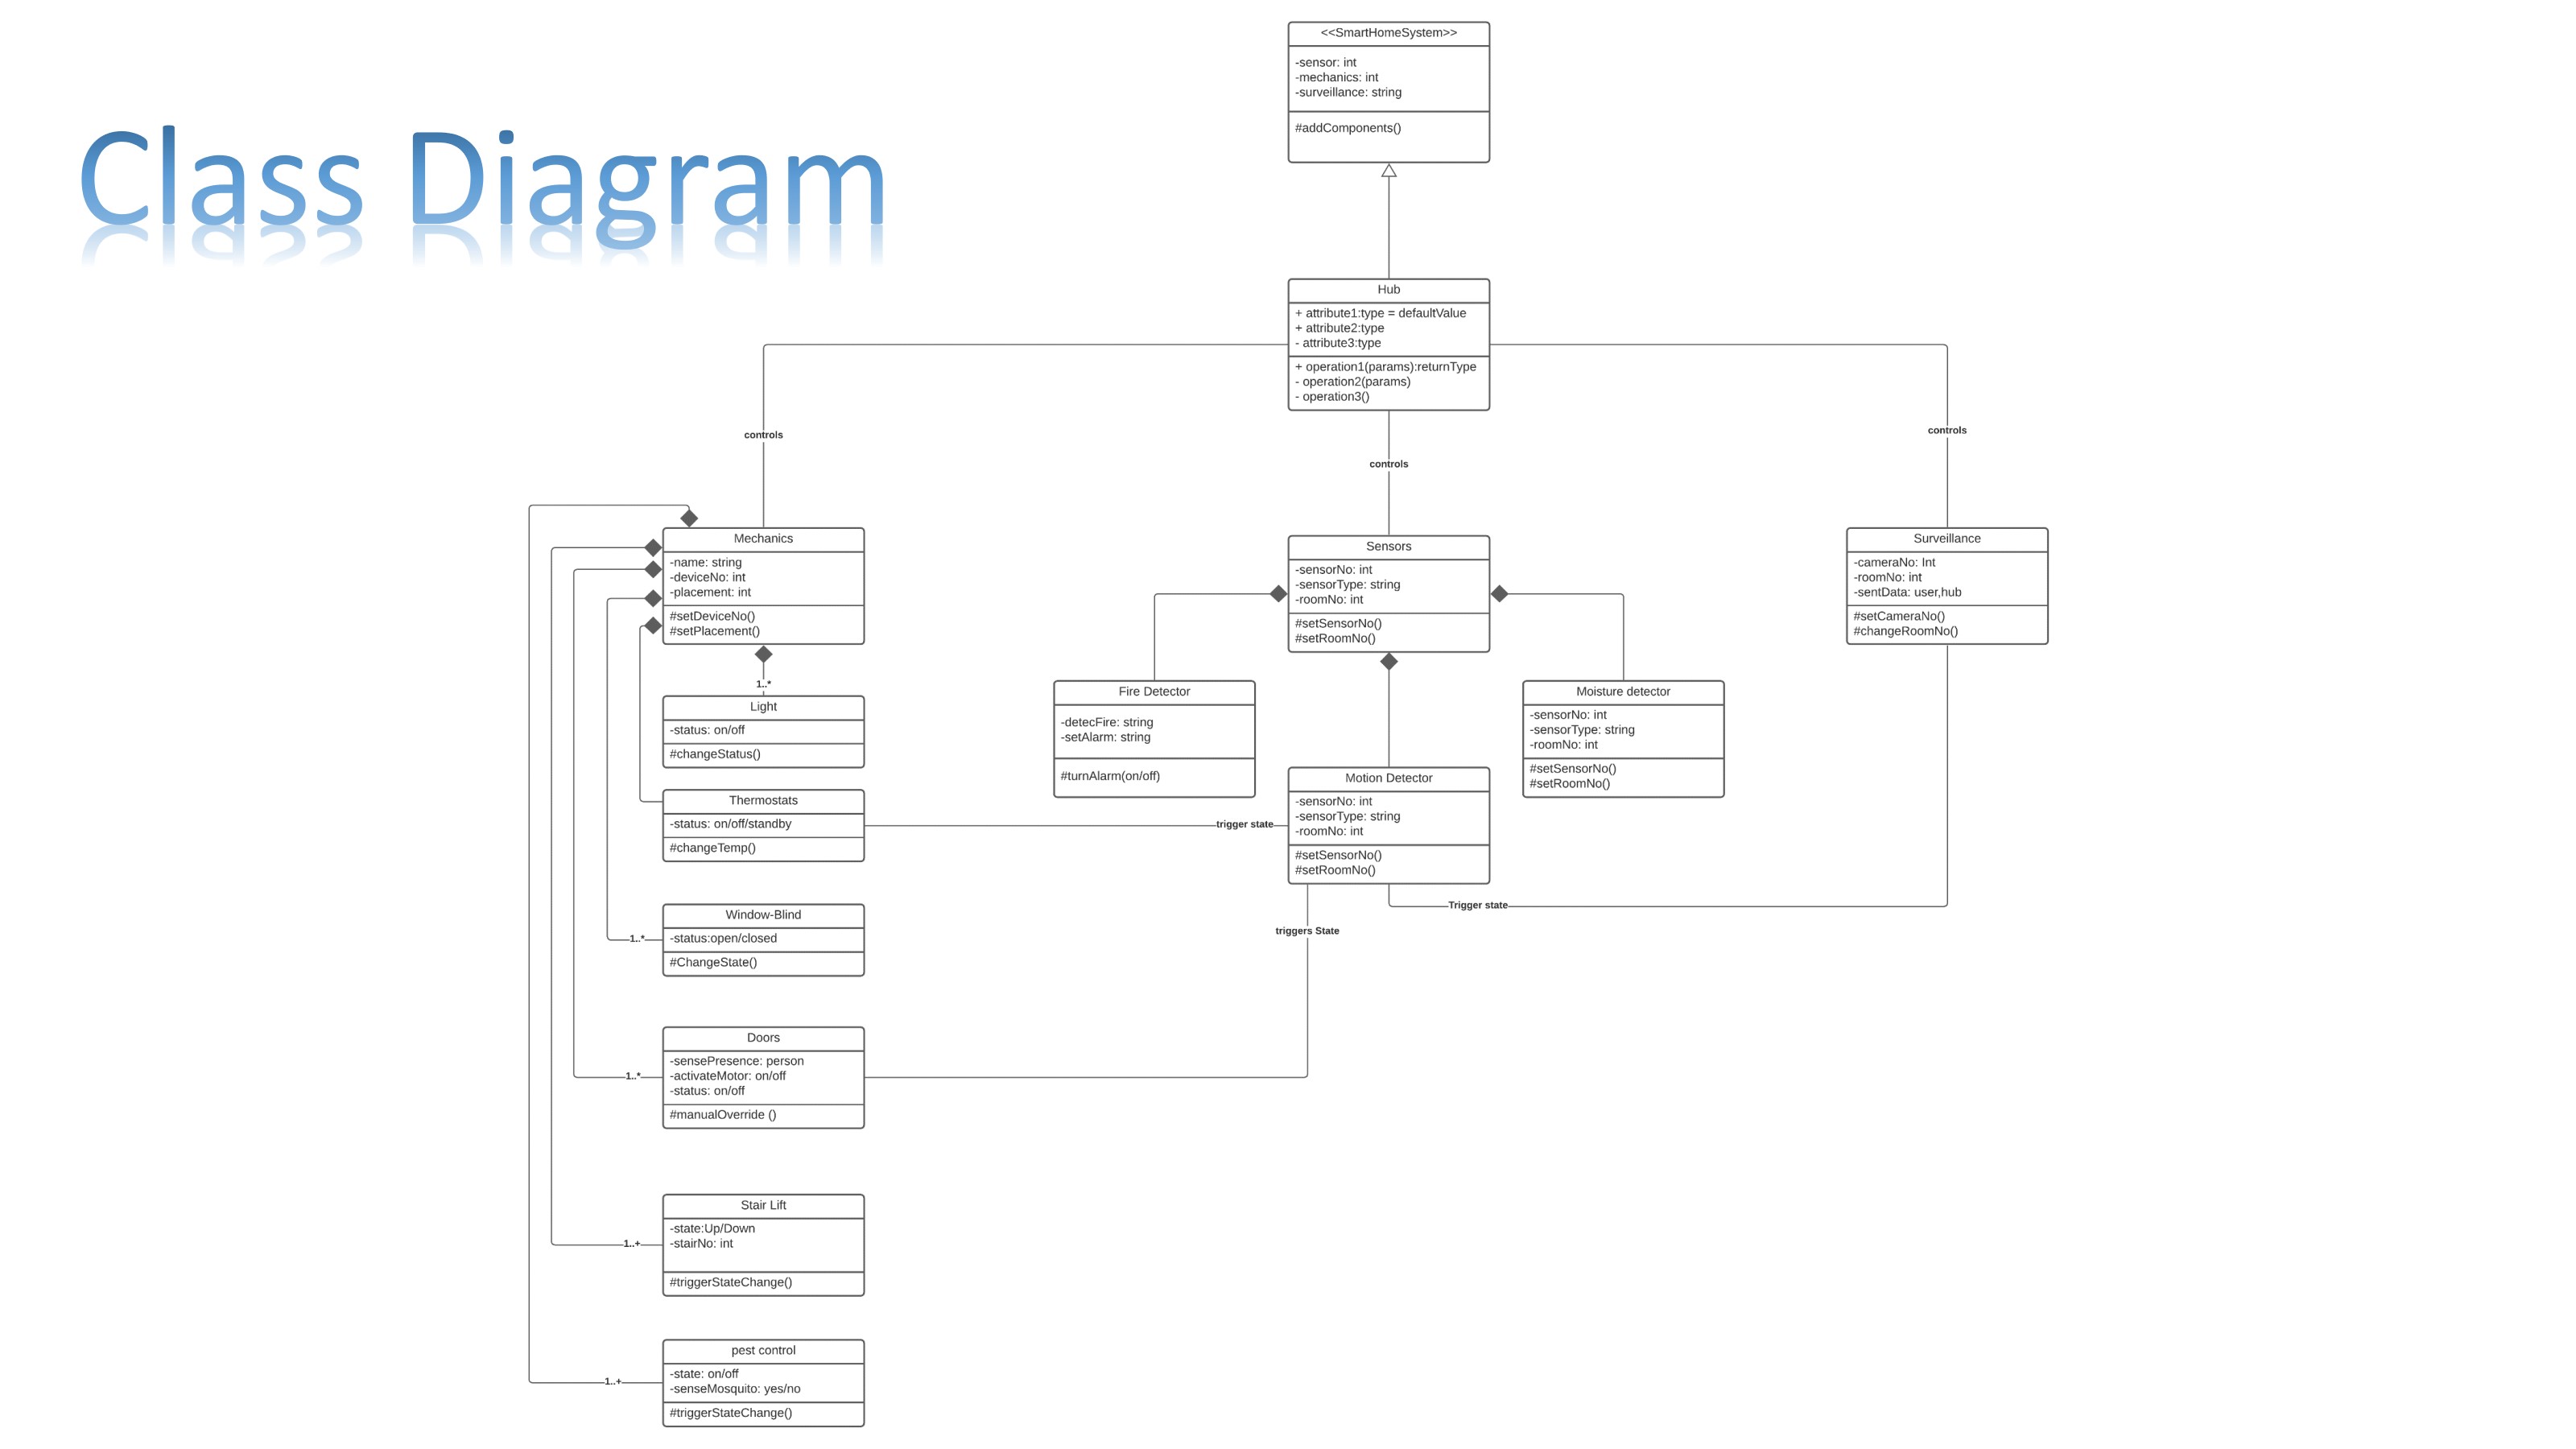 Class Diagram
<<SmartHomeSystem>>
-sensor: int
-mechanics: int
-surveillance: string
#addComponents()
Hub
+ attribute1:type = defaultValue
+ attribute2:type
- attribute3:type
+ operation1(params):returnType
- operation2(params)
- operation3()
controls
controls
controls
Mechanics
-name: string
-deviceNo: int
-placement: int
#setDeviceNo()
#setPlacement()
Sensors
-sensorNo: int
-sensorType: string
-roomNo: int
#setSensorNo()
#setRoomNo()
Surveillance
-cameraNo: Int
-roomNo: int
-sentData: user,hub
#setCameraNo()
#changeRoomNo()
1..*
Light
-status: on/off
#changeStatus()
Fire Detector
-detecFire: string
-setAlarm: string
#turnAlarm(on/off)
Moisture detector
-sensorNo: int
-sensorType: string
-roomNo: int
#setSensorNo()
#setRoomNo()
Motion Detector
-sensorNo: int
-sensorType: string
-roomNo: int
#setSensorNo()
#setRoomNo()
Thermostats
-status: on/off/standby
#changeTemp()
trigger state
Trigger state
triggers State
Window-Blind
-status:open/closed
#ChangeState()
1..*
Doors
-sensePresence: person
-activateMotor: on/off
-status: on/off
#manualOverride ()
1..*
Stair Lift
-state:Up/Down
-stairNo: int
#triggerStateChange()
1..+
pest control
-state: on/off
-senseMosquito: yes/no
#triggerStateChange()
1..+